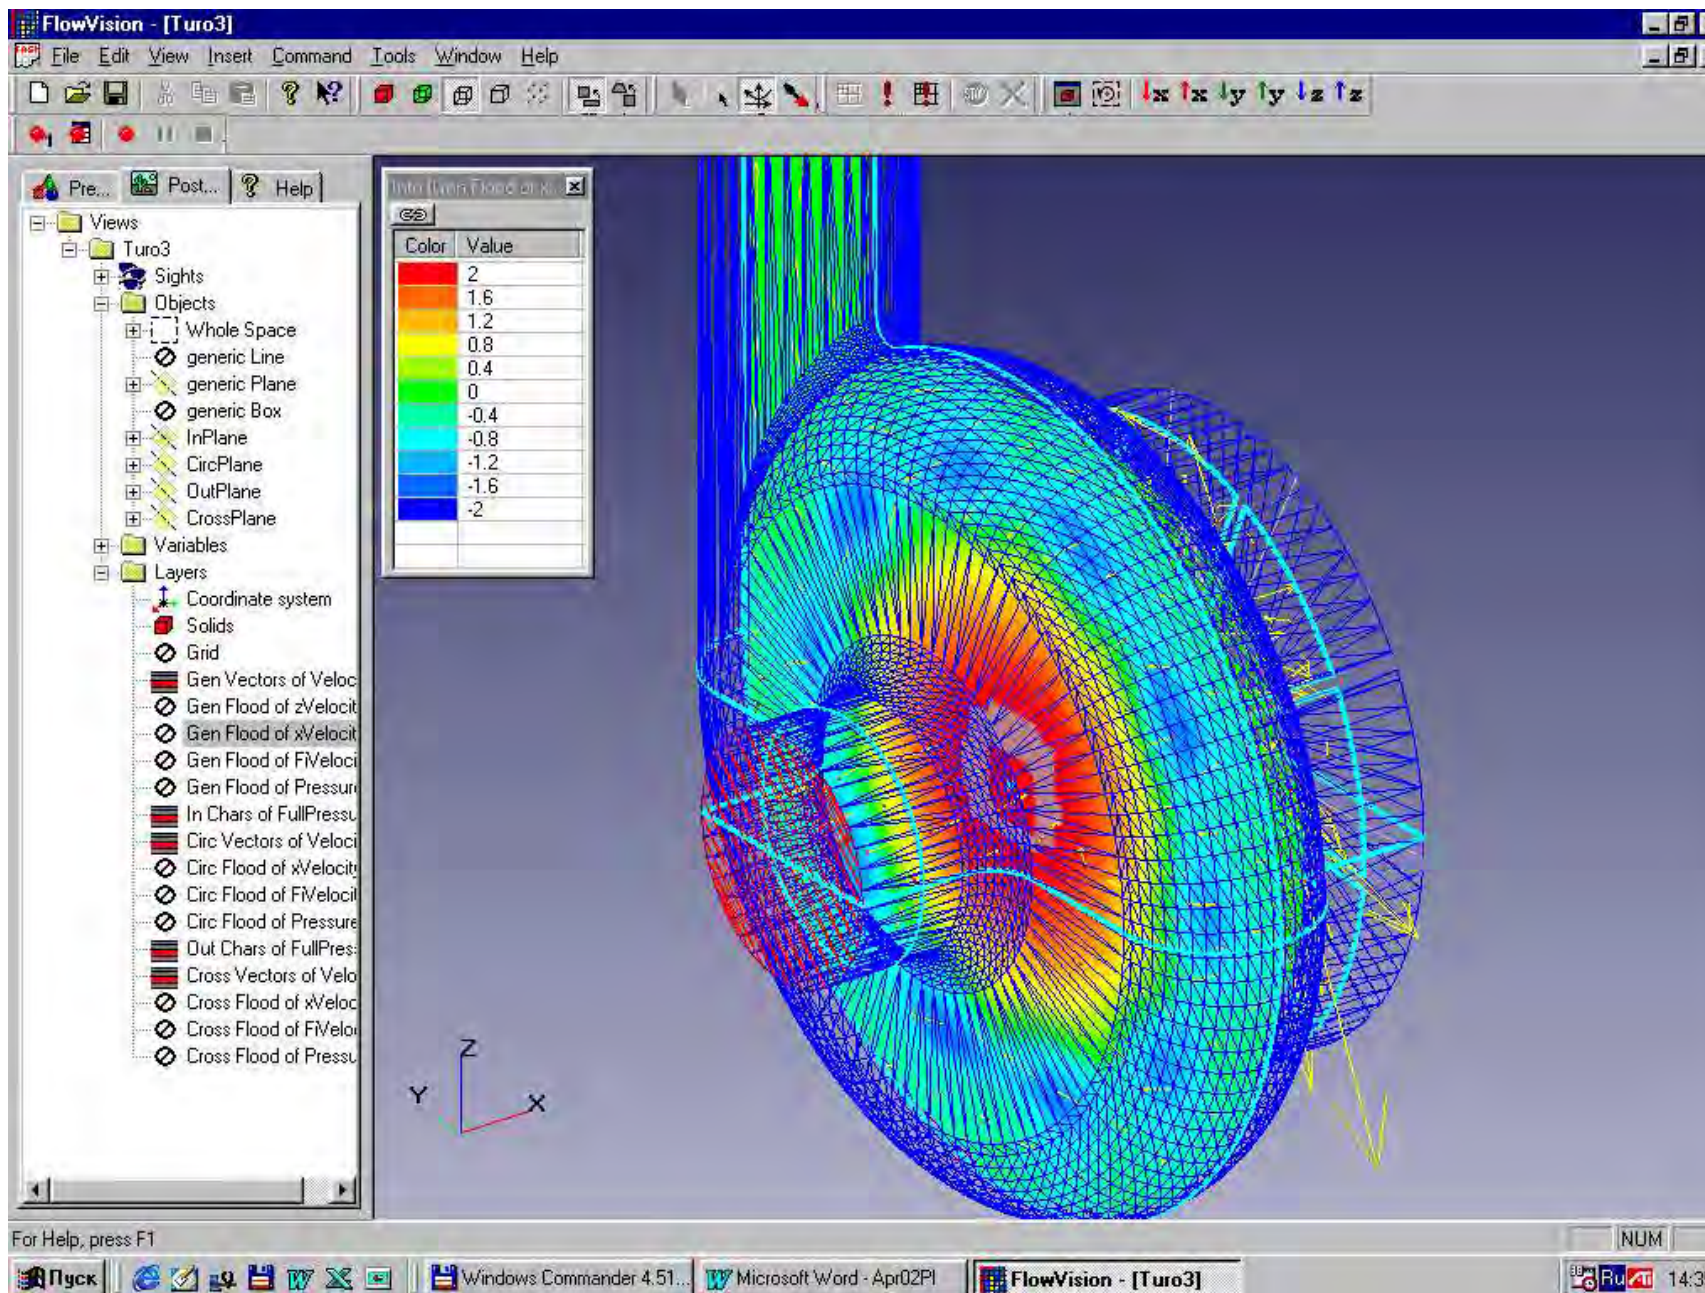 FlowVision - [Turo3]
File Edit View Insert Command Tools Window Help
x x y y z z
Pre... Post... Help
Views
Turo3
Sights
Objects
Whole Space
generic Line
generic Plane
generic Box
InPlane
CircPlane
OutPlane
CrossPlane
Variables
Layers
Coordinate system
Solids
Grid
Gen Vectors of Veloc
Gen Flood of zVelocit
Gen Flood of xVelocit
Gen Flood of FiVeloci
Gen Flood of Pressure
In Chars of FullPressu
Circ Vectors of Veloci
Circ Flood of xVelocity
Circ Flood of FiVelocit
Circ Flood of Pressure
Out Chars of FullPres
Cross Vectors of Velo
Cross Flood of xVeloc
Cross Flood of FiVelo
Cross Flood of Pressu
Color Value
2
1.6
1.2
0.8
0.4
0
-0.4
-0.8
-1.2
-1.6
-2
Z
Y
X
For Help, press F1
NUM
Пуск Windows Commander 4.51... Microsoft Word - Apr02Pl FlowVision - [Turo3] Ru 14:3